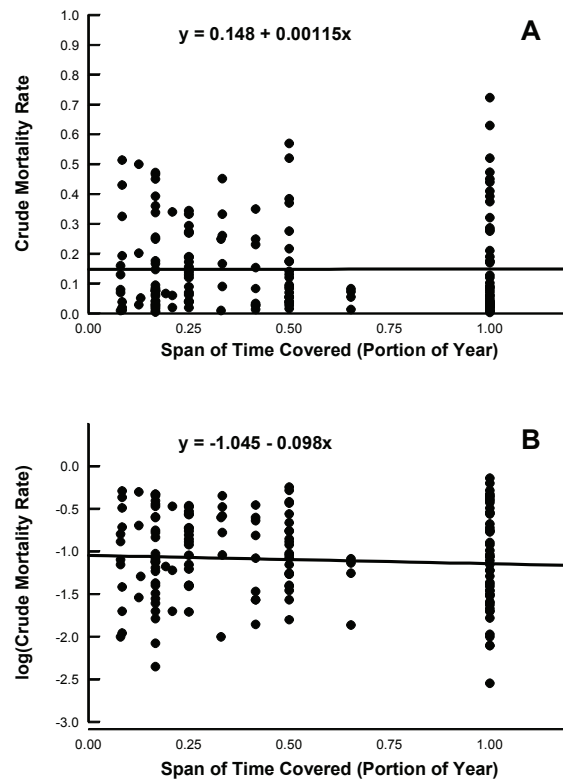 A
y = 0.148 + 0.00115x
1.0
0.9
0.8
0.7
0.6
0.5
0.4
0.3
0.2
0.1
0.0
Crude Mortality Rate
0.00 0.25 0.50 0.75 1.00
Span of Time Covered (Portion of Year)
B
y = -1.045 - 0.098x
0.0
-0.5
-1.0
-1.5
-2.0
-2.5
-3.0
log(Crude Mortality Rate)
0.00 0.25 0.50 0.75 1.00
Span of Time Covered (Portion of Year)